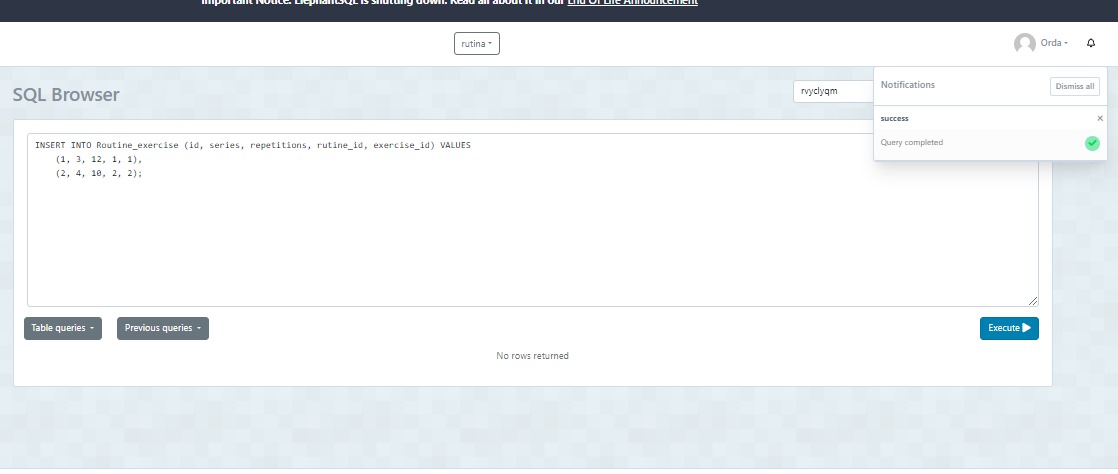 Important Notice: ElephantSQL is shutting down. Read all about it in our End Of Life Announcement
rutina
Orda
SQL Browser
rvyclyqm
Notifications
Dismiss all
success
×
Query completed
INSERT INTO Routine_exercise (id, series, repetitions, rutine_id, exercise_id) VALUES
(1, 3, 12, 1, 1),
(2, 4, 10, 2, 2);
Table queries
Previous queries
Execute
No rows returned